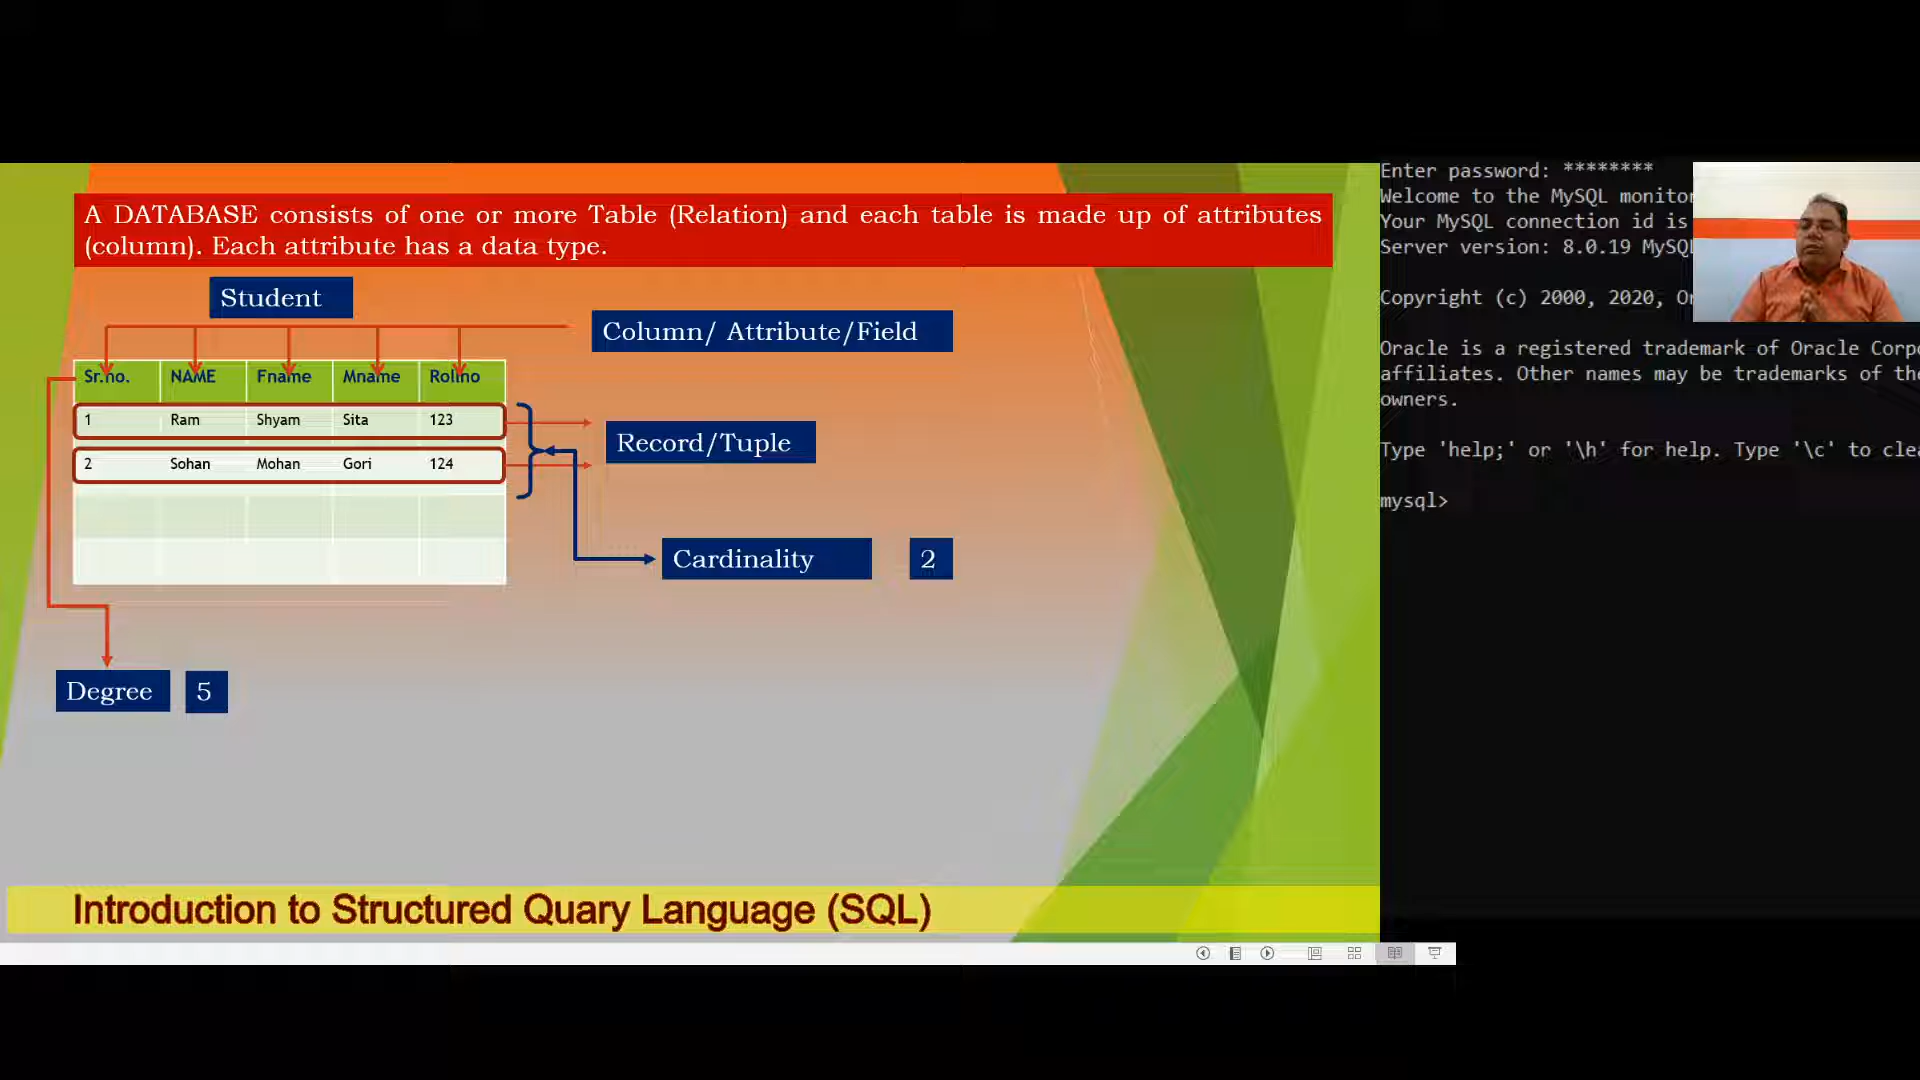 A DATABASE consists of one or more Table (Relation) and each table is made up of attributes
(column). Each attribute has a data type.
Student
Column/ Attribute/Field
Sr.no. NAME Fname Mname Rollno
1 Ram Shyam Sita 123
2 Sohan Mohan Gori 124
Record/Tuple
Cardinality 2
Degree 5
Introduction to Structured Quary Language (SQL)
Enter password: ********
Welcome to the MySQL monitor
Your MySQL connection id is
Server version: 8.0.19 MySQL
Copyright (c) 2000, 2020, Or
Oracle is a registered trademark of Oracle Corpo
affiliates. Other names may be trademarks of the
owners.
Type 'help;' or '\h' for help. Type '\c' to clea
mysql>